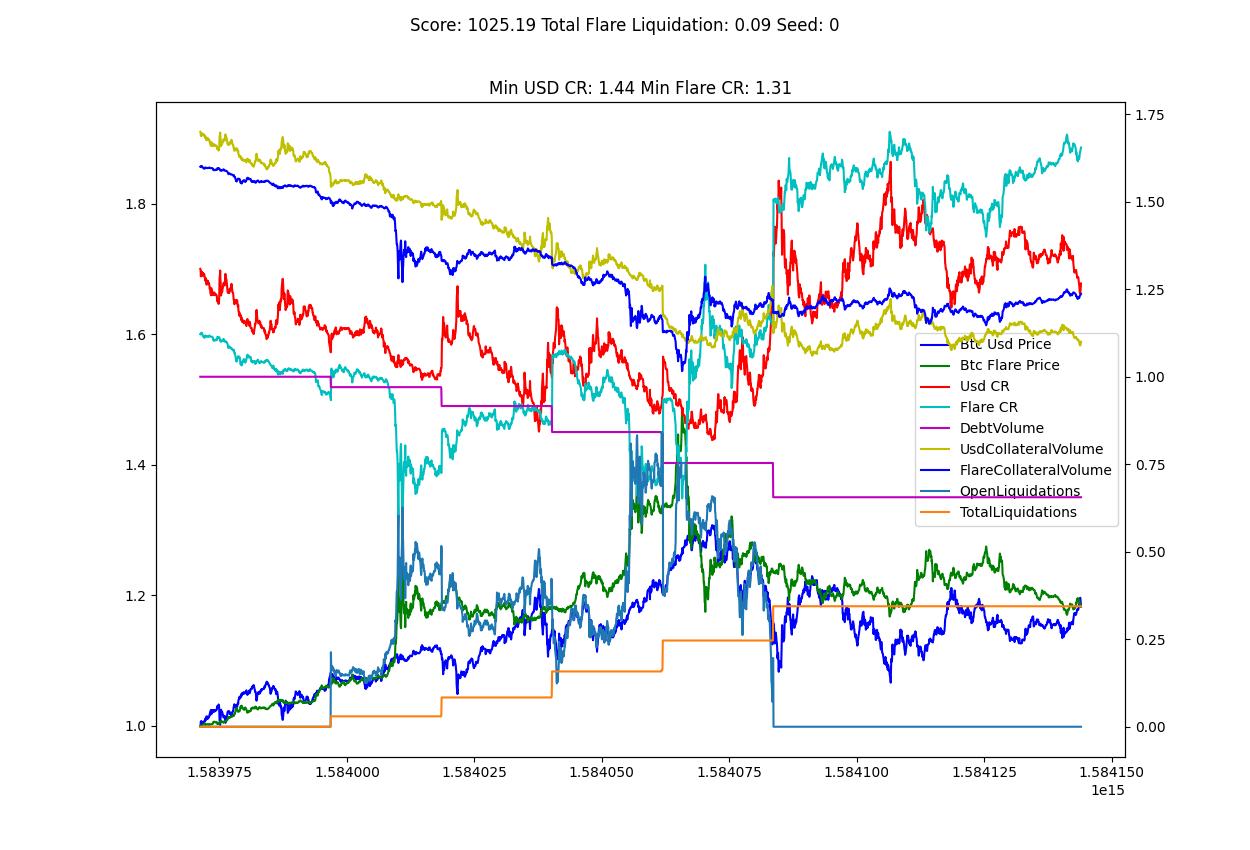 Score: 1025.19 Total Flare Liquidation: 0.09 Seed: 0
Min USD CR: 1.44 Min Flare CR: 1.31
1.75
1.8
1.50
1.25
1.6
Btc Usd Price
Btc Flare Price
1.00
Usd CR
Flare CR
DebtVolume
UsdCollateralVolume
1.4
0.75
FlareCollateralVolume
OpenLiquidations
TotalLiquidations
0.50
1.2
0.25
1.0
0.00
1.583975 1.584000 1.584025 1.584050 1.584075 1.584100 1.584125 1.584150
1e15